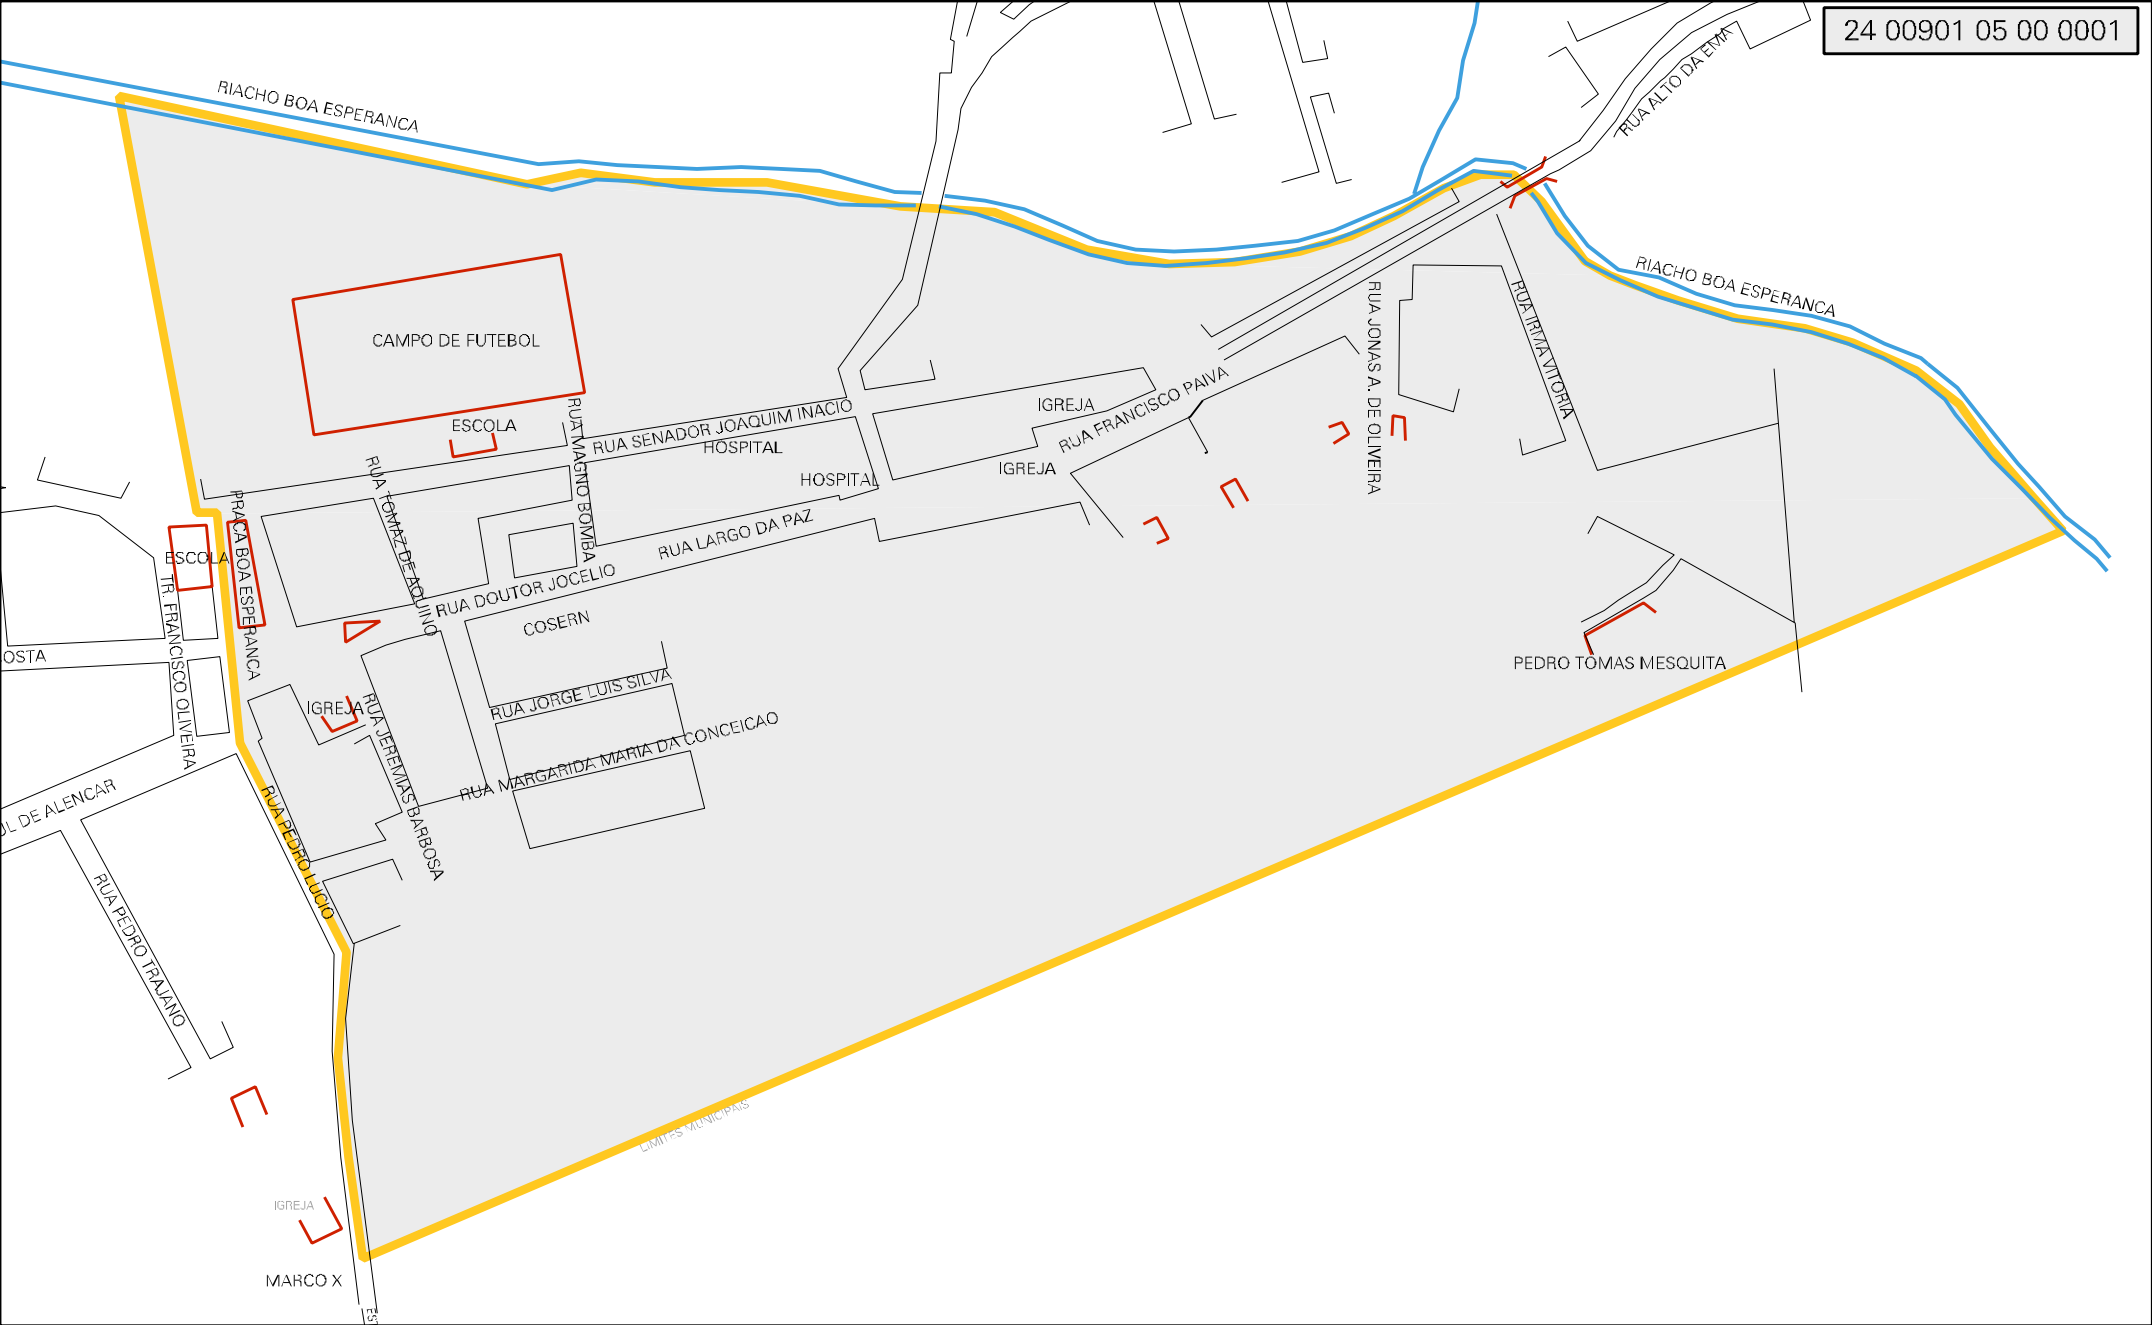 24 00901 05 00 0001
RIACHO BOA ESPERANCA
RUA ALTO DA EMA
RIACHO BOA ESPERANCA
CAMPO DE FUTEBOL
RUA JONAS A. DE OLIVEIRA
RUA IRMA VITORIA
ESCOLA
RUA MAGNO BOMBA
RUA SENADOR JOAQUIM INACIO
HOSPITAL
IGREJA
RUA FRANCISCO PAIVA
IGREJA
HOSPITAL
RUA TOMAZ DE AQUINO
PRACA BOA ESPERANCA
ESCOLA
TR. FRANCISCO OLIVEIRA
RUA LARGO DA PAZ
RUA DOUTOR JOCELIO
COSERN
OSTA
PEDRO TOMAS MESQUITA
IGREJA
RUA JORGE LUIS SILVA
RUA JEREMIAS BARBOSA
RUA MARGARIDA MARIA DA CONCEICAO
UL DE ALENCAR
RUA PEDRO LUCIO
RUA PEDRO TRAJANO
LIMITES MUNICIPAIS
IGREJA
MARCO X
EST